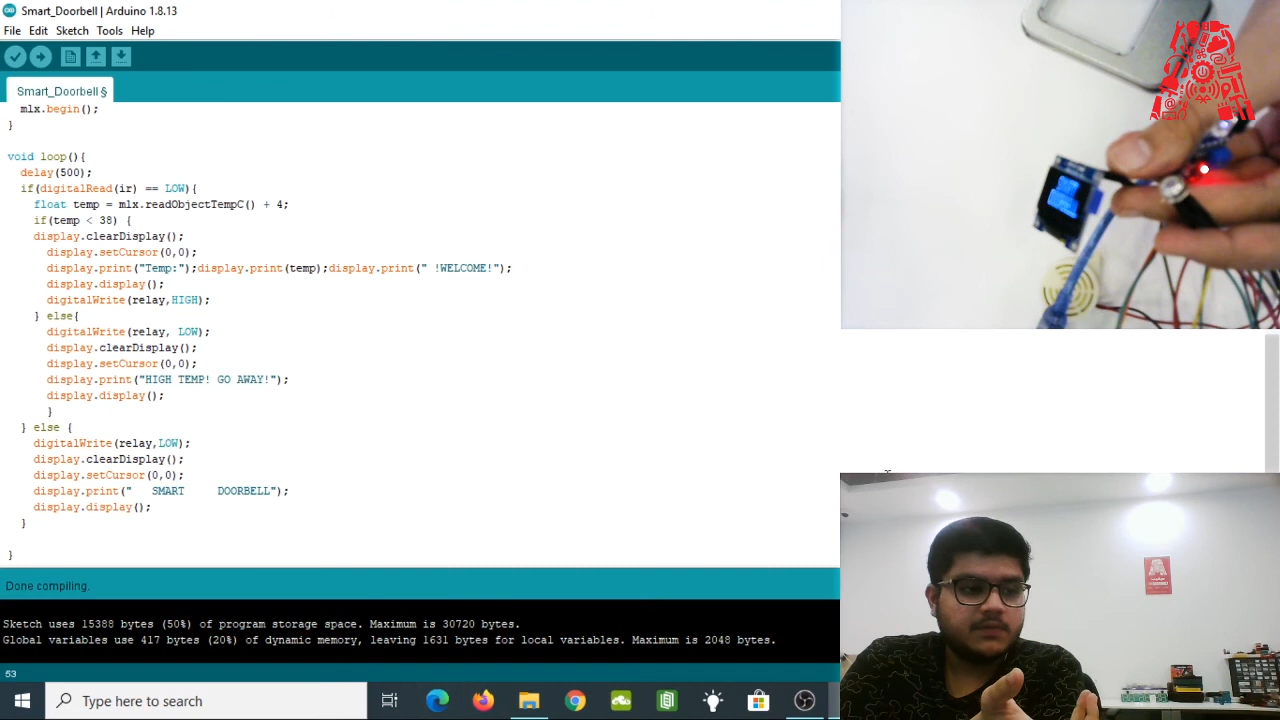 Smart_Doorbell | Arduino 1.8.13
File Edit Sketch Tools Help
Smart_Doorbell §
mlx.begin();
}
void loop(){
delay(500);
if(digitalRead(ir) == LOW){
float temp = mlx.readObjectTempC() + 4;
if(temp < 38) {
display.clearDisplay();
display.setCursor(0,0);
display.print("Temp:");display.print(temp);display.print(" !WELCOME!");
display.display();
digitalWrite(relay,HIGH);
} else{
digitalWrite(relay, LOW);
display.clearDisplay();
display.setCursor(0,0);
display.print("HIGH TEMP! GO AWAY!");
display.display();
}
} else {
digitalWrite(relay,LOW);
display.clearDisplay();
display.setCursor(0,0);
display.print("   SMART     DOORBELL");
display.display();
}
}
Done compiling.
Sketch uses 15388 bytes (50%) of program storage space. Maximum is 30720 bytes.
Global variables use 417 bytes (20%) of dynamic memory, leaving 1631 bytes for local variables. Maximum is 2048 bytes.
53
Type here to search